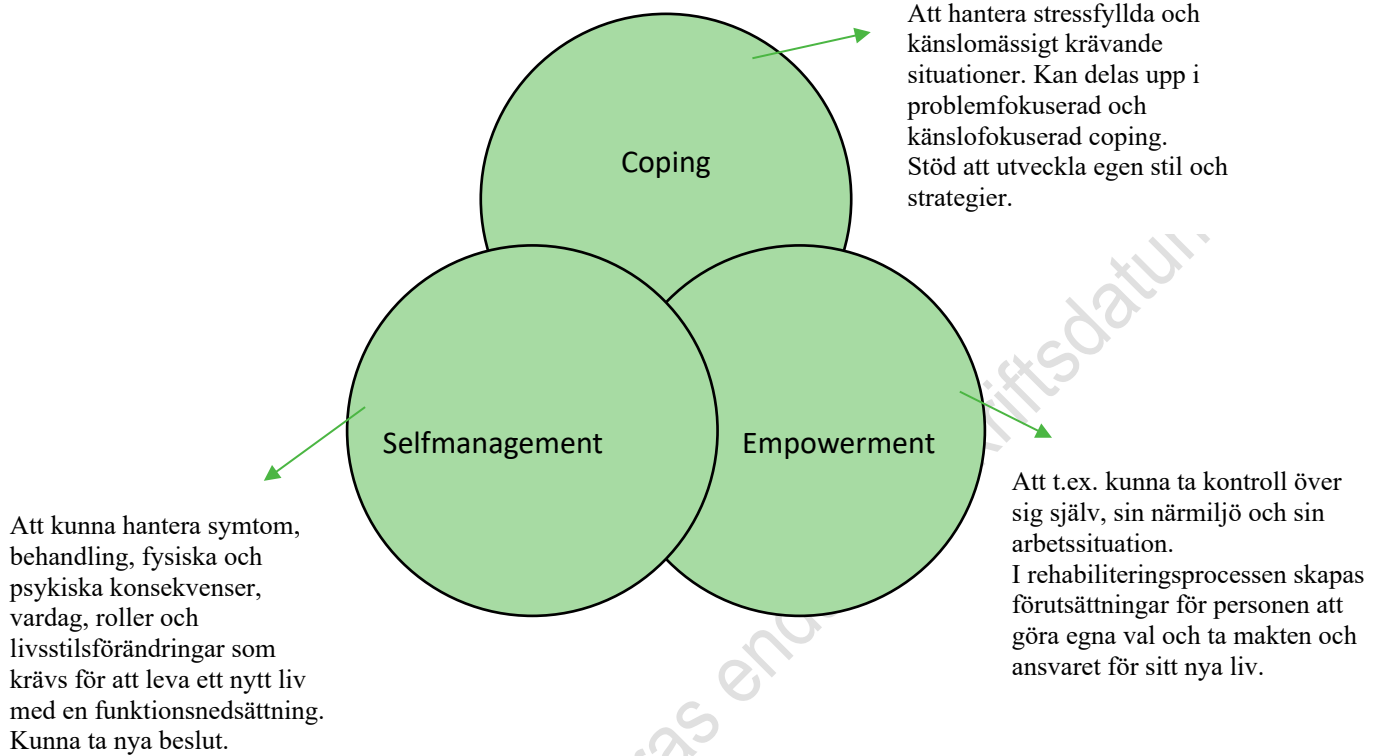 Att hantera stressfyllda och
känslomässigt krävande
situationer. Kan delas upp i
problemfokuserad och
känslofokuserad coping.
Stöd att utveckla egen stil och
strategier.
Coping
Selfmanagement
Empowerment
Att t.ex. kunna ta kontroll över
sig själv, sin närmiljö och sin
arbetssituation.
I rehabiliteringsprocessen skapas
förutsättningar för personen att
göra egna val och ta makten och
ansvaret för sitt nya liv.
Att kunna hantera symtom,
behandling, fysiska och
psykiska konsekvenser,
vardag, roller och
livsstilsförändringar som
krävs för att leva ett nytt liv
med en funktionsnedsättning.
Kunna ta nya beslut.